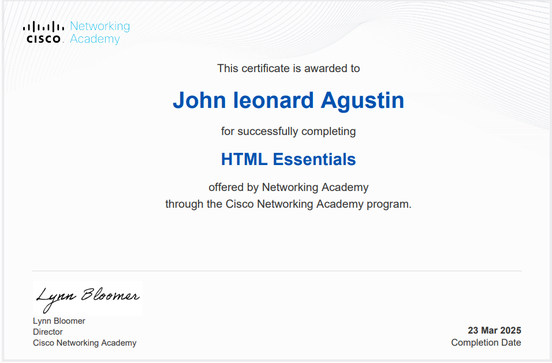 CISCO
Networking
Academy
This certificate is awarded to
John leonard Agustin
for successfully completing
HTML Essentials
offered by Networking Academy
through the Cisco Networking Academy program.
Lynn Bloomer
Lynn Bloomer
Director
Cisco Networking Academy
23 Mar 2025
Completion Date